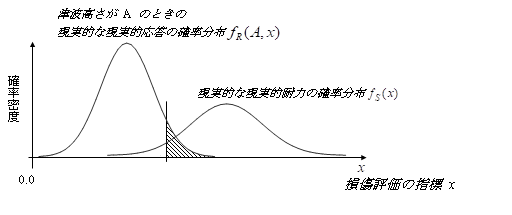 津波高さが A のときの
現実的な現実的応答の確率分布 f_R(A, x)
現実的な現実的耐力の確率分布 f_S(x)
確率密度
0.0
x
損傷評価の指標 x